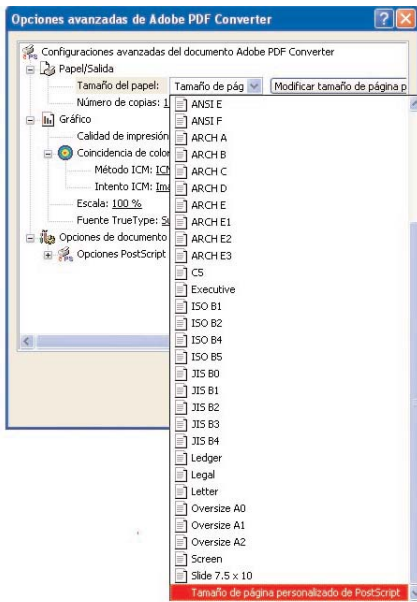 Opciones avanzadas de Adobe PDF Converter
Configuraciones avanzadas del documento Adobe PDF Converter
Papel/Salida
Tamaño del papel: Tamaño de pág Modificar tamaño de página p
Número de copias: 1
Gráfico
Calidad de impresión
Coincidencia de color
Método ICM: ICM
Intento ICM: Imá
Escala: 100 %
Fuente TrueType: Su
Opciones de documento
Opciones PostScript
ANSI E
ANSI F
ARCH A
ARCH B
ARCH C
ARCH D
ARCH E
ARCH E1
ARCH E2
ARCH E3
C5
Executive
ISO B1
ISO B2
ISO B4
ISO B5
JIS B0
JIS B1
JIS B2
JIS B3
JIS B4
Ledger
Legal
Letter
Oversize A0
Oversize A1
Oversize A2
Screen
Slide 7.5 x 10
Tamaño de página personalizado de PostScript